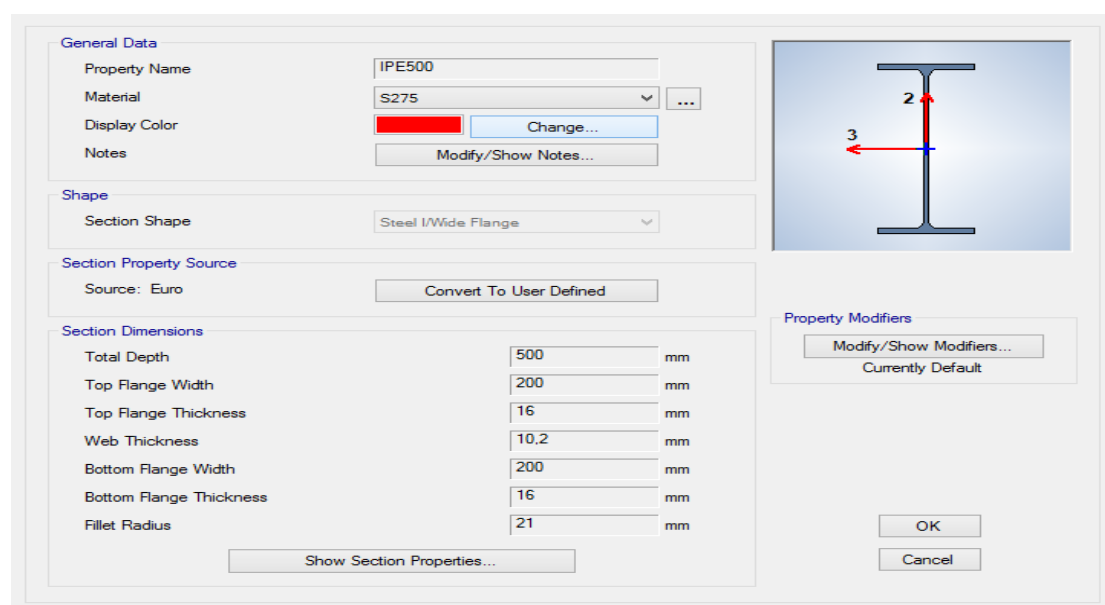 General Data
Property Name IPE500
Material S275 ...
Display Color Change...
Notes Modify/Show Notes...
Shape
Section Shape Steel I/Wide Flange
Section Property Source
Source: Euro Convert To User Defined
Section Dimensions
Total Depth 500 mm
Top Flange Width 200 mm
Top Flange Thickness 16 mm
Web Thickness 10,2 mm
Bottom Flange Width 200 mm
Bottom Flange Thickness 16 mm
Fillet Radius 21 mm
Show Section Properties...
2
3
Property Modifiers
Modify/Show Modifiers...
Currently Default
OK
Cancel